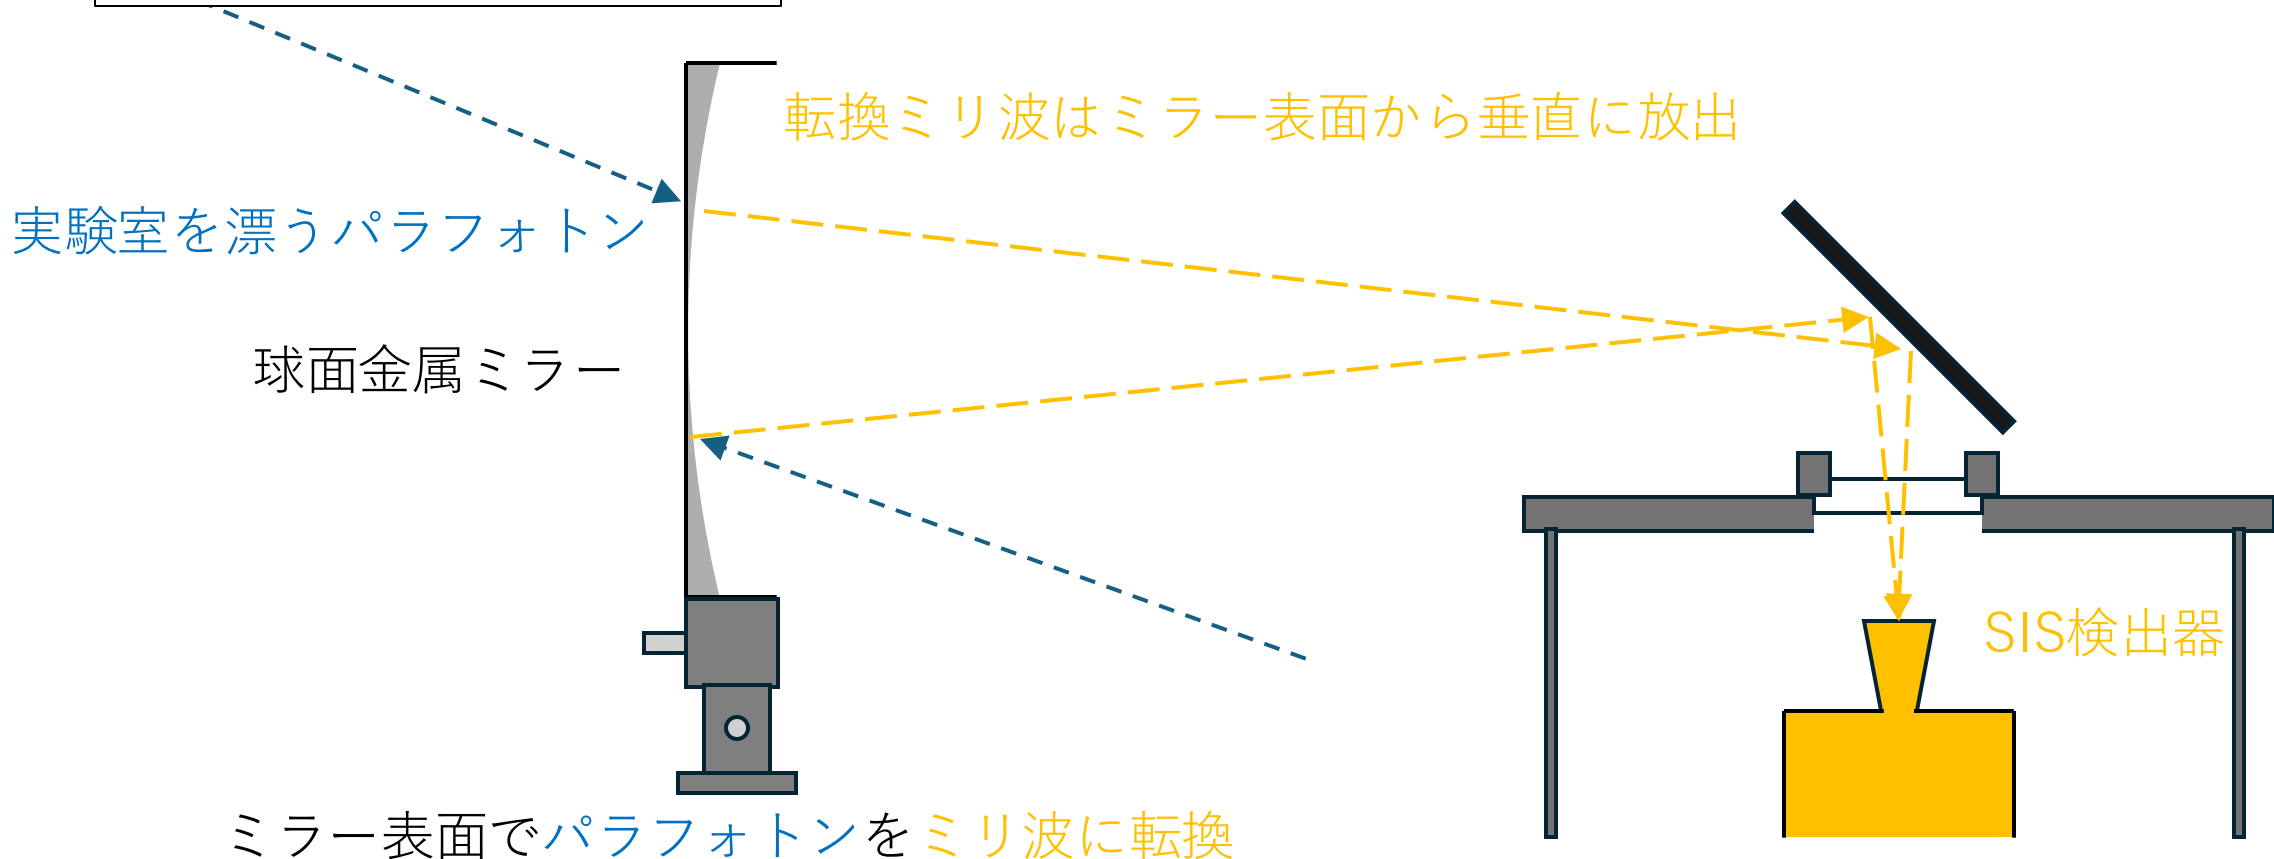 転換ミリ波はミラー表面から垂直に放出
実験室を漂うパラフォトン
球面金属ミラー
SIS検出器
ミラー表面でパラフォトンをミリ波に転換